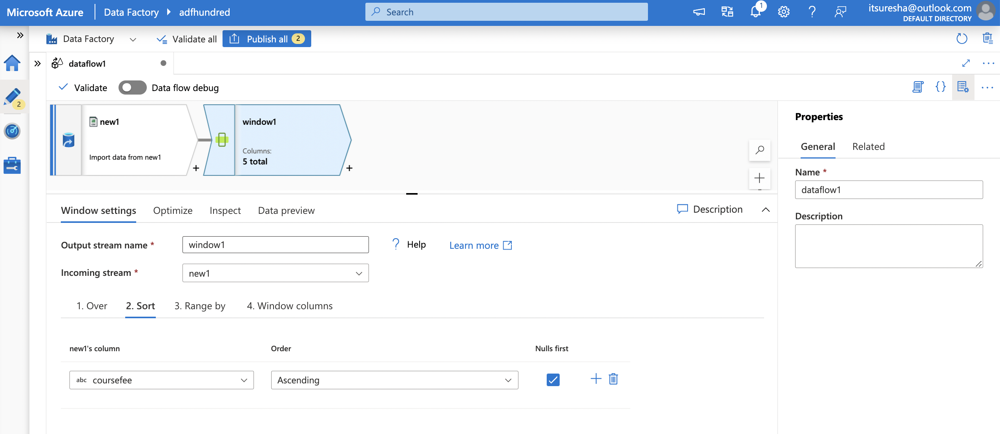 Microsoft Azure Data Factory adfhundred Search 1 itsuresha@outlook.com
DEFAULT DIRECTORY
Data Factory Validate all Publish all 2
dataflow1
2
Validate Data flow debug
new1
Import data from new1
+
window1
Columns:
5 total
+
Properties
General Related
Name *
dataflow1
Description
Window settings Optimize Inspect Data preview Description
Output stream name * window1 ? Help Learn more
Incoming stream * new1
1. Over 2. Sort 3. Range by 4. Window columns
new1's column Order Nulls first
abc coursefee Ascending